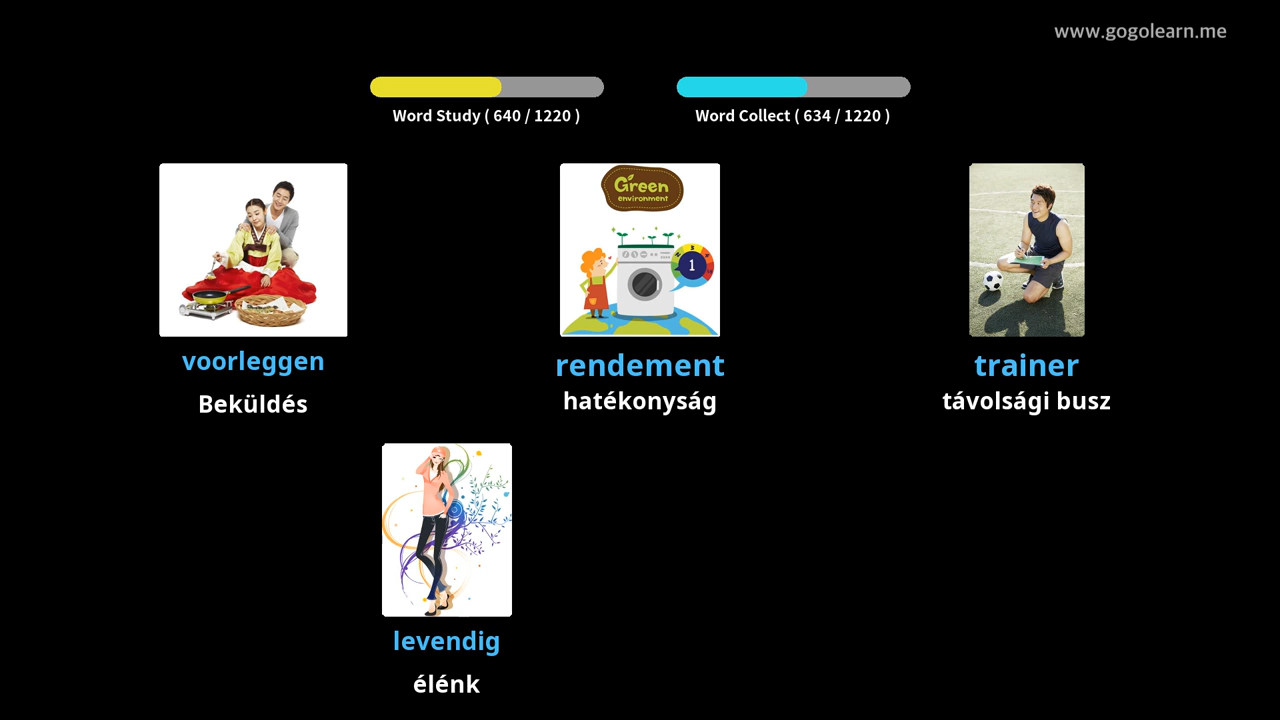 www.gogolearn.me
Word Study ( 640 / 1220 )
Word Collect ( 634 / 1220 )
Green
environment
1
voorleggen
Beküldés
rendement
hatékonyság
trainer
távolsági busz
levendig
élénk